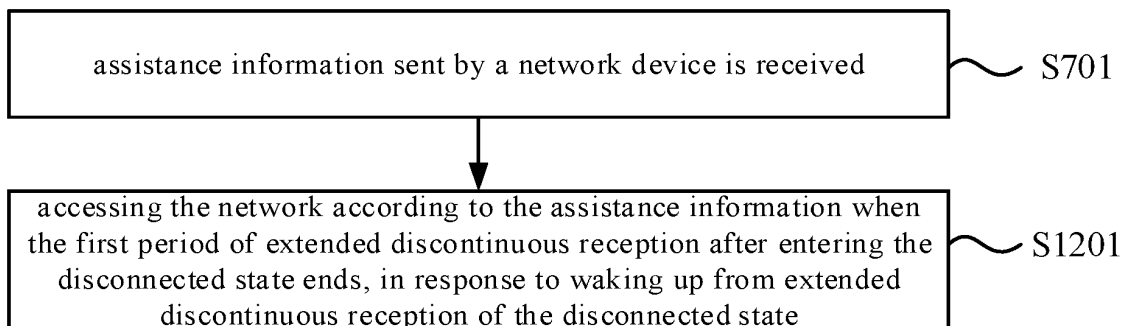 assistance information sent by a network device is received
S701
accessing the network according to the assistance information when
the first period of extended discontinuous reception after entering the
disconnected state ends, in response to waking up from extended
discontinuous reception of the disconnected state
S1201